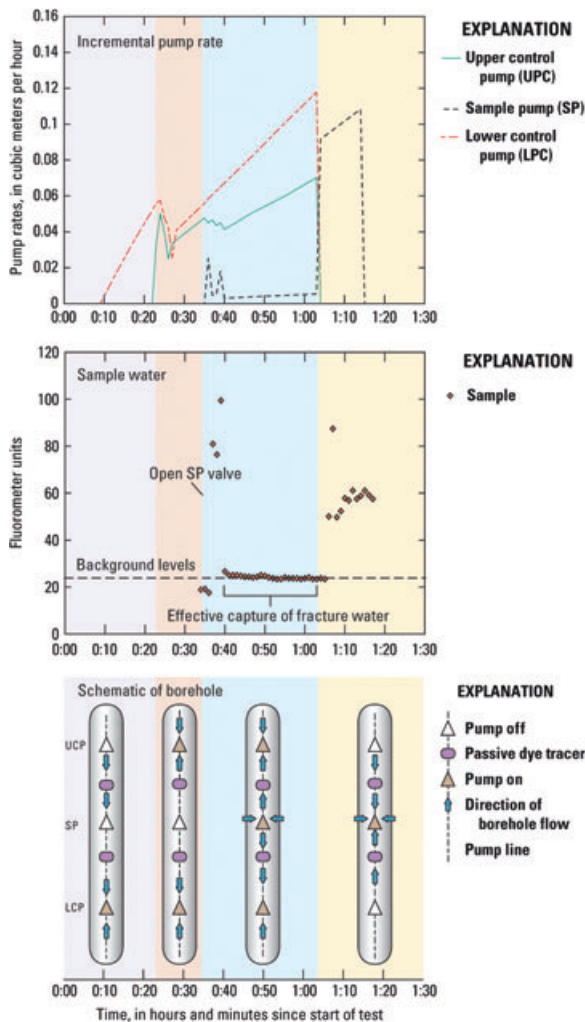 0.16
0.14
0.12
0.1
0.08
0.06
0.04
0.02
0
Pump rates, in cubic meters per hour
Incremental pump rate
0:00 0:10 0:20 0:30 0:40 0:50 1:00 1:10 1:20 1:30
EXPLANATION
Upper control
pump (UPC)
Sample pump (SP)
Lower control
pump (LPC)
120
100
80
60
40
20
0
Fluorometer units
Sample water
Open SP valve
Background levels
Effective capture of fracture water
0:00 0:10 0:20 0:30 0:40 0:50 1:00 1:10 1:20 1:30
EXPLANATION
Sample
Schematic of borehole
UCP
SP
LCP
0:00 0:10 0:20 0:30 0:40 0:50 1:00 1:10 1:20 1:30
Time, in hours and minutes since start of test
EXPLANATION
Pump off
Passive dye tracer
Pump on
Direction of
borehole flow
Pump line